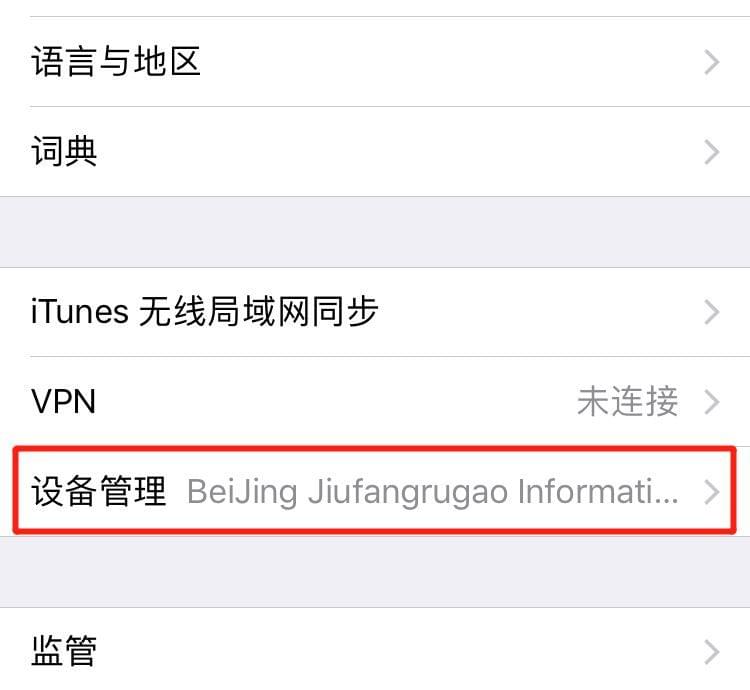 语言与地区
词典
iTunes 无线局域网同步
VPN 未连接
设备管理 BeiJing Jiufangrugao Informati...
监管